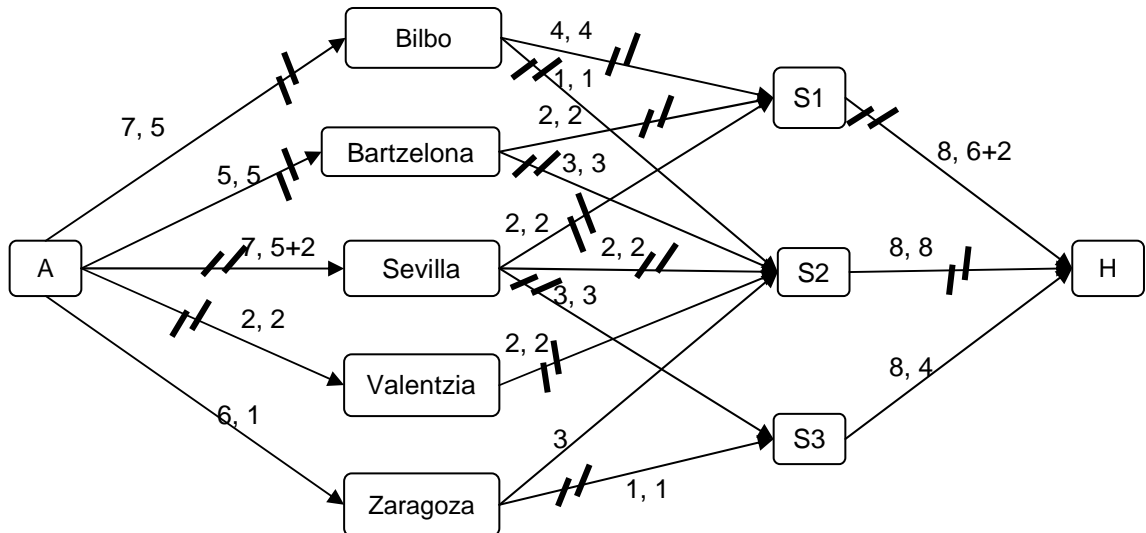 Bilbo
4, 4
1, 1
S1
7, 5
Bartzelona
2, 2
3, 3
8, 6+2
5, 5
A
7, 5+2
Sevilla
2, 2
2, 2
3, 3
S2
8, 8
H
2, 2
Valentzia
2, 2
8, 4
6, 1
Zaragoza
3
1, 1
S3